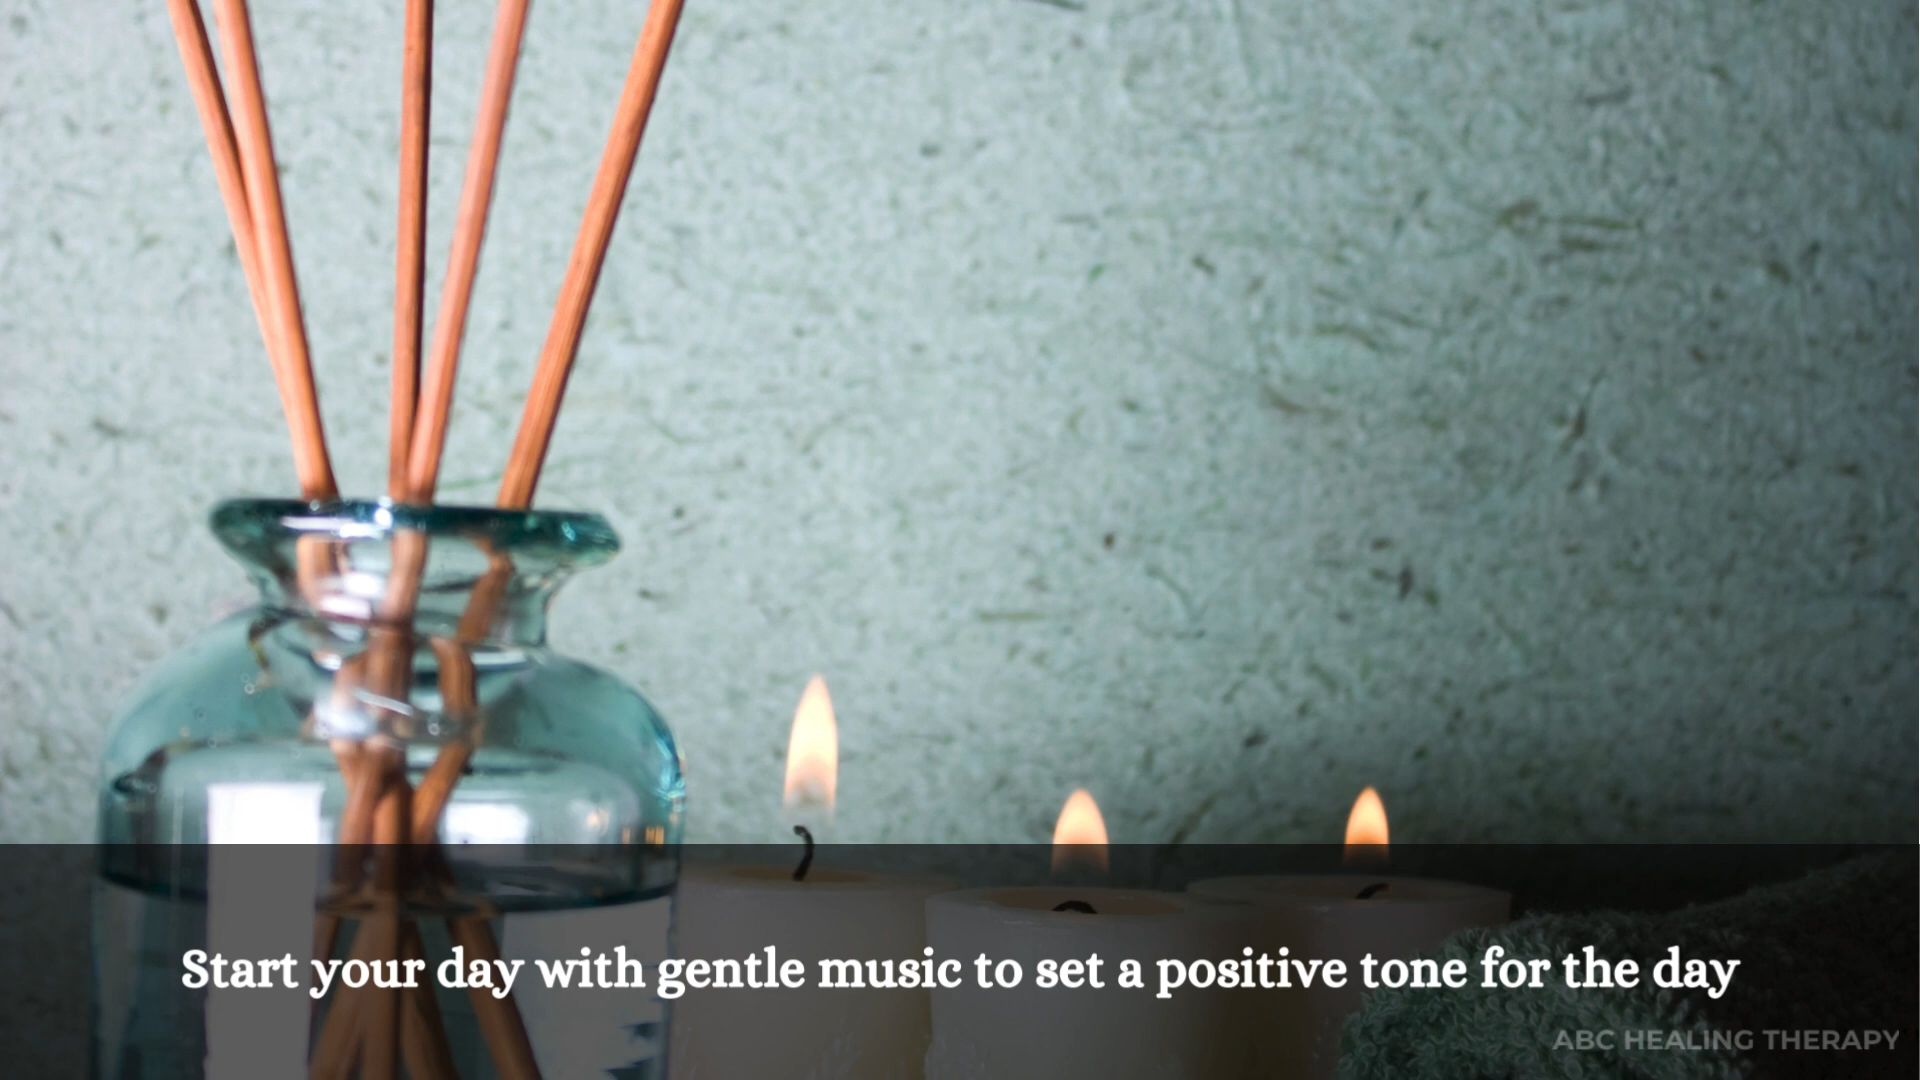 Start your day with gentle music to set a positive tone for the day
ABC HEALING THERAPY